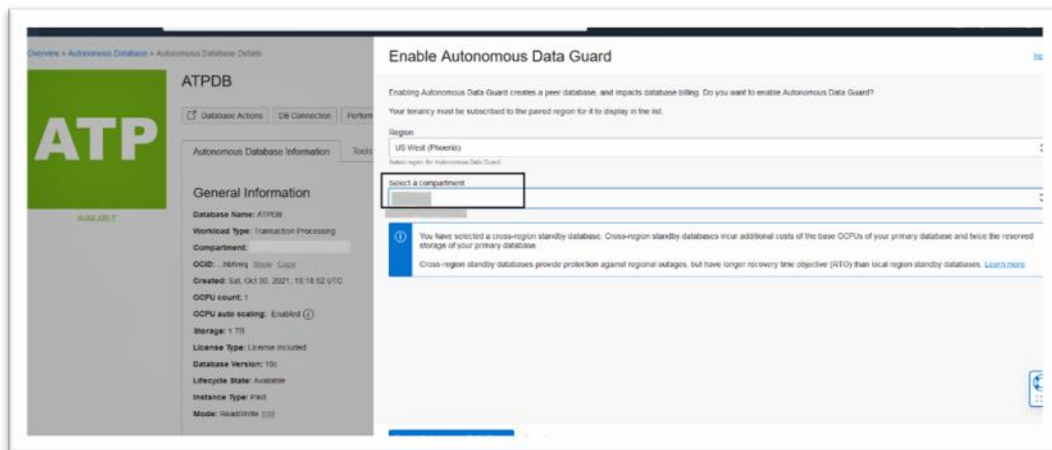 Overview » Autonomous Database » Autonomous Database Details
ATP
AVAILABLE
ATPDB
Database Actions DB Connection Perform
Autonomous Database Information Tools
General Information
Database Name: ATPDB
Workload Type: Transaction Processing
Compartment:
OCID: Show Copy
Created: Sat, Oct 30, 2021, UTC
OCPU count: 1
OCPU auto scaling: Enabled
Storage: 1 TB
License Type: License Included
Database Version: 19c
Lifecycle State: Available
Instance Type: Paid
Mode: Read/Write Edit
Enable Autonomous Data Guard
Enabling Autonomous Data Guard creates a peer database, and impacts database billing. Do you want to enable Autonomous Data Guard?
Your tenancy must be subscribed to the paired region for it to display in the list.
Region
US West (Phoenix)
Select region for Autonomous Data Guard.
Select a compartment
You have selected a cross-region standby database. Cross-region standby databases incur additional costs of the base OCPUs of your primary database and twice the reserved
storage of your primary database.
Cross-region standby databases provide protection against regional outages, but have longer recovery time objective (RTO) than local region standby databases. Learn more